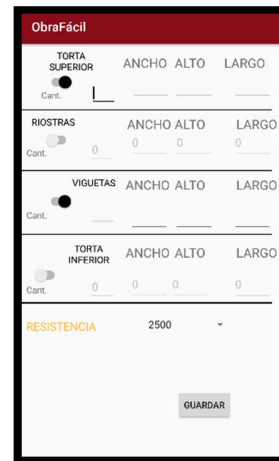 ObraFácil
TORTA
SUPERIOR
ANCHO ALTO LARGO
Cant.
RIOSTRAS
ANCHO ALTO LARGO
Cant. 0 0 0 0
VIGUETAS ANCHO ALTO LARGO
Cant.
TORTA
INFERIOR
ANCHO ALTO LARGO
Cant. 0 0 0 0
RESISTENCIA 2500
GUARDAR